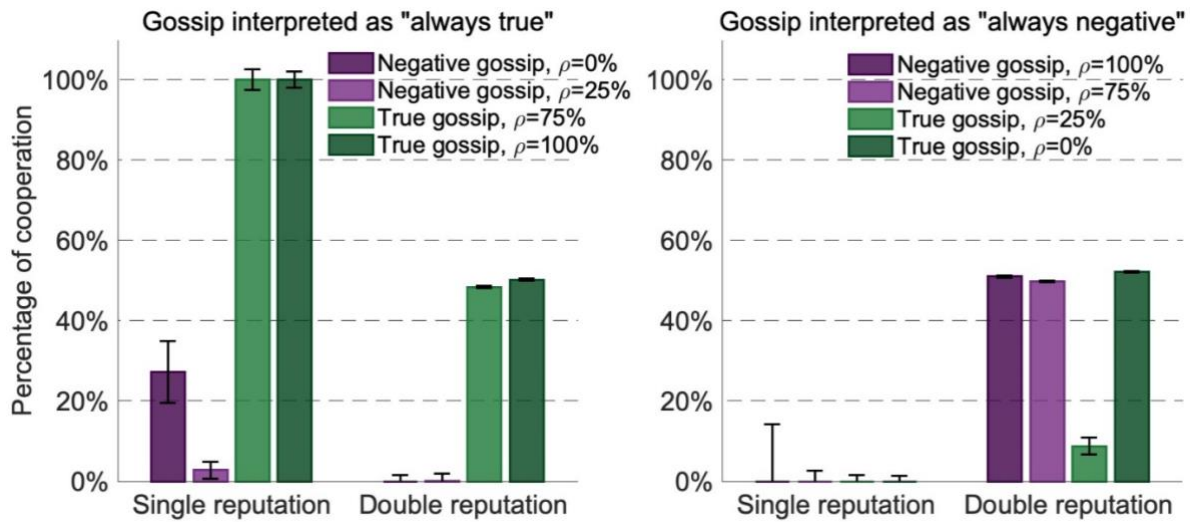 Gossip interpreted as "always true"
Negative gossip, ρ=0%
Negative gossip, ρ=25%
True gossip, ρ=75%
True gossip, ρ=100%
Percentage of cooperation
100%
80%
60%
40%
20%
0%
Single reputation
Double reputation
Gossip interpreted as "always negative"
Negative gossip, ρ=100%
Negative gossip, ρ=75%
True gossip, ρ=25%
True gossip, ρ=0%
100%
80%
60%
40%
20%
0%
Single reputation
Double reputation